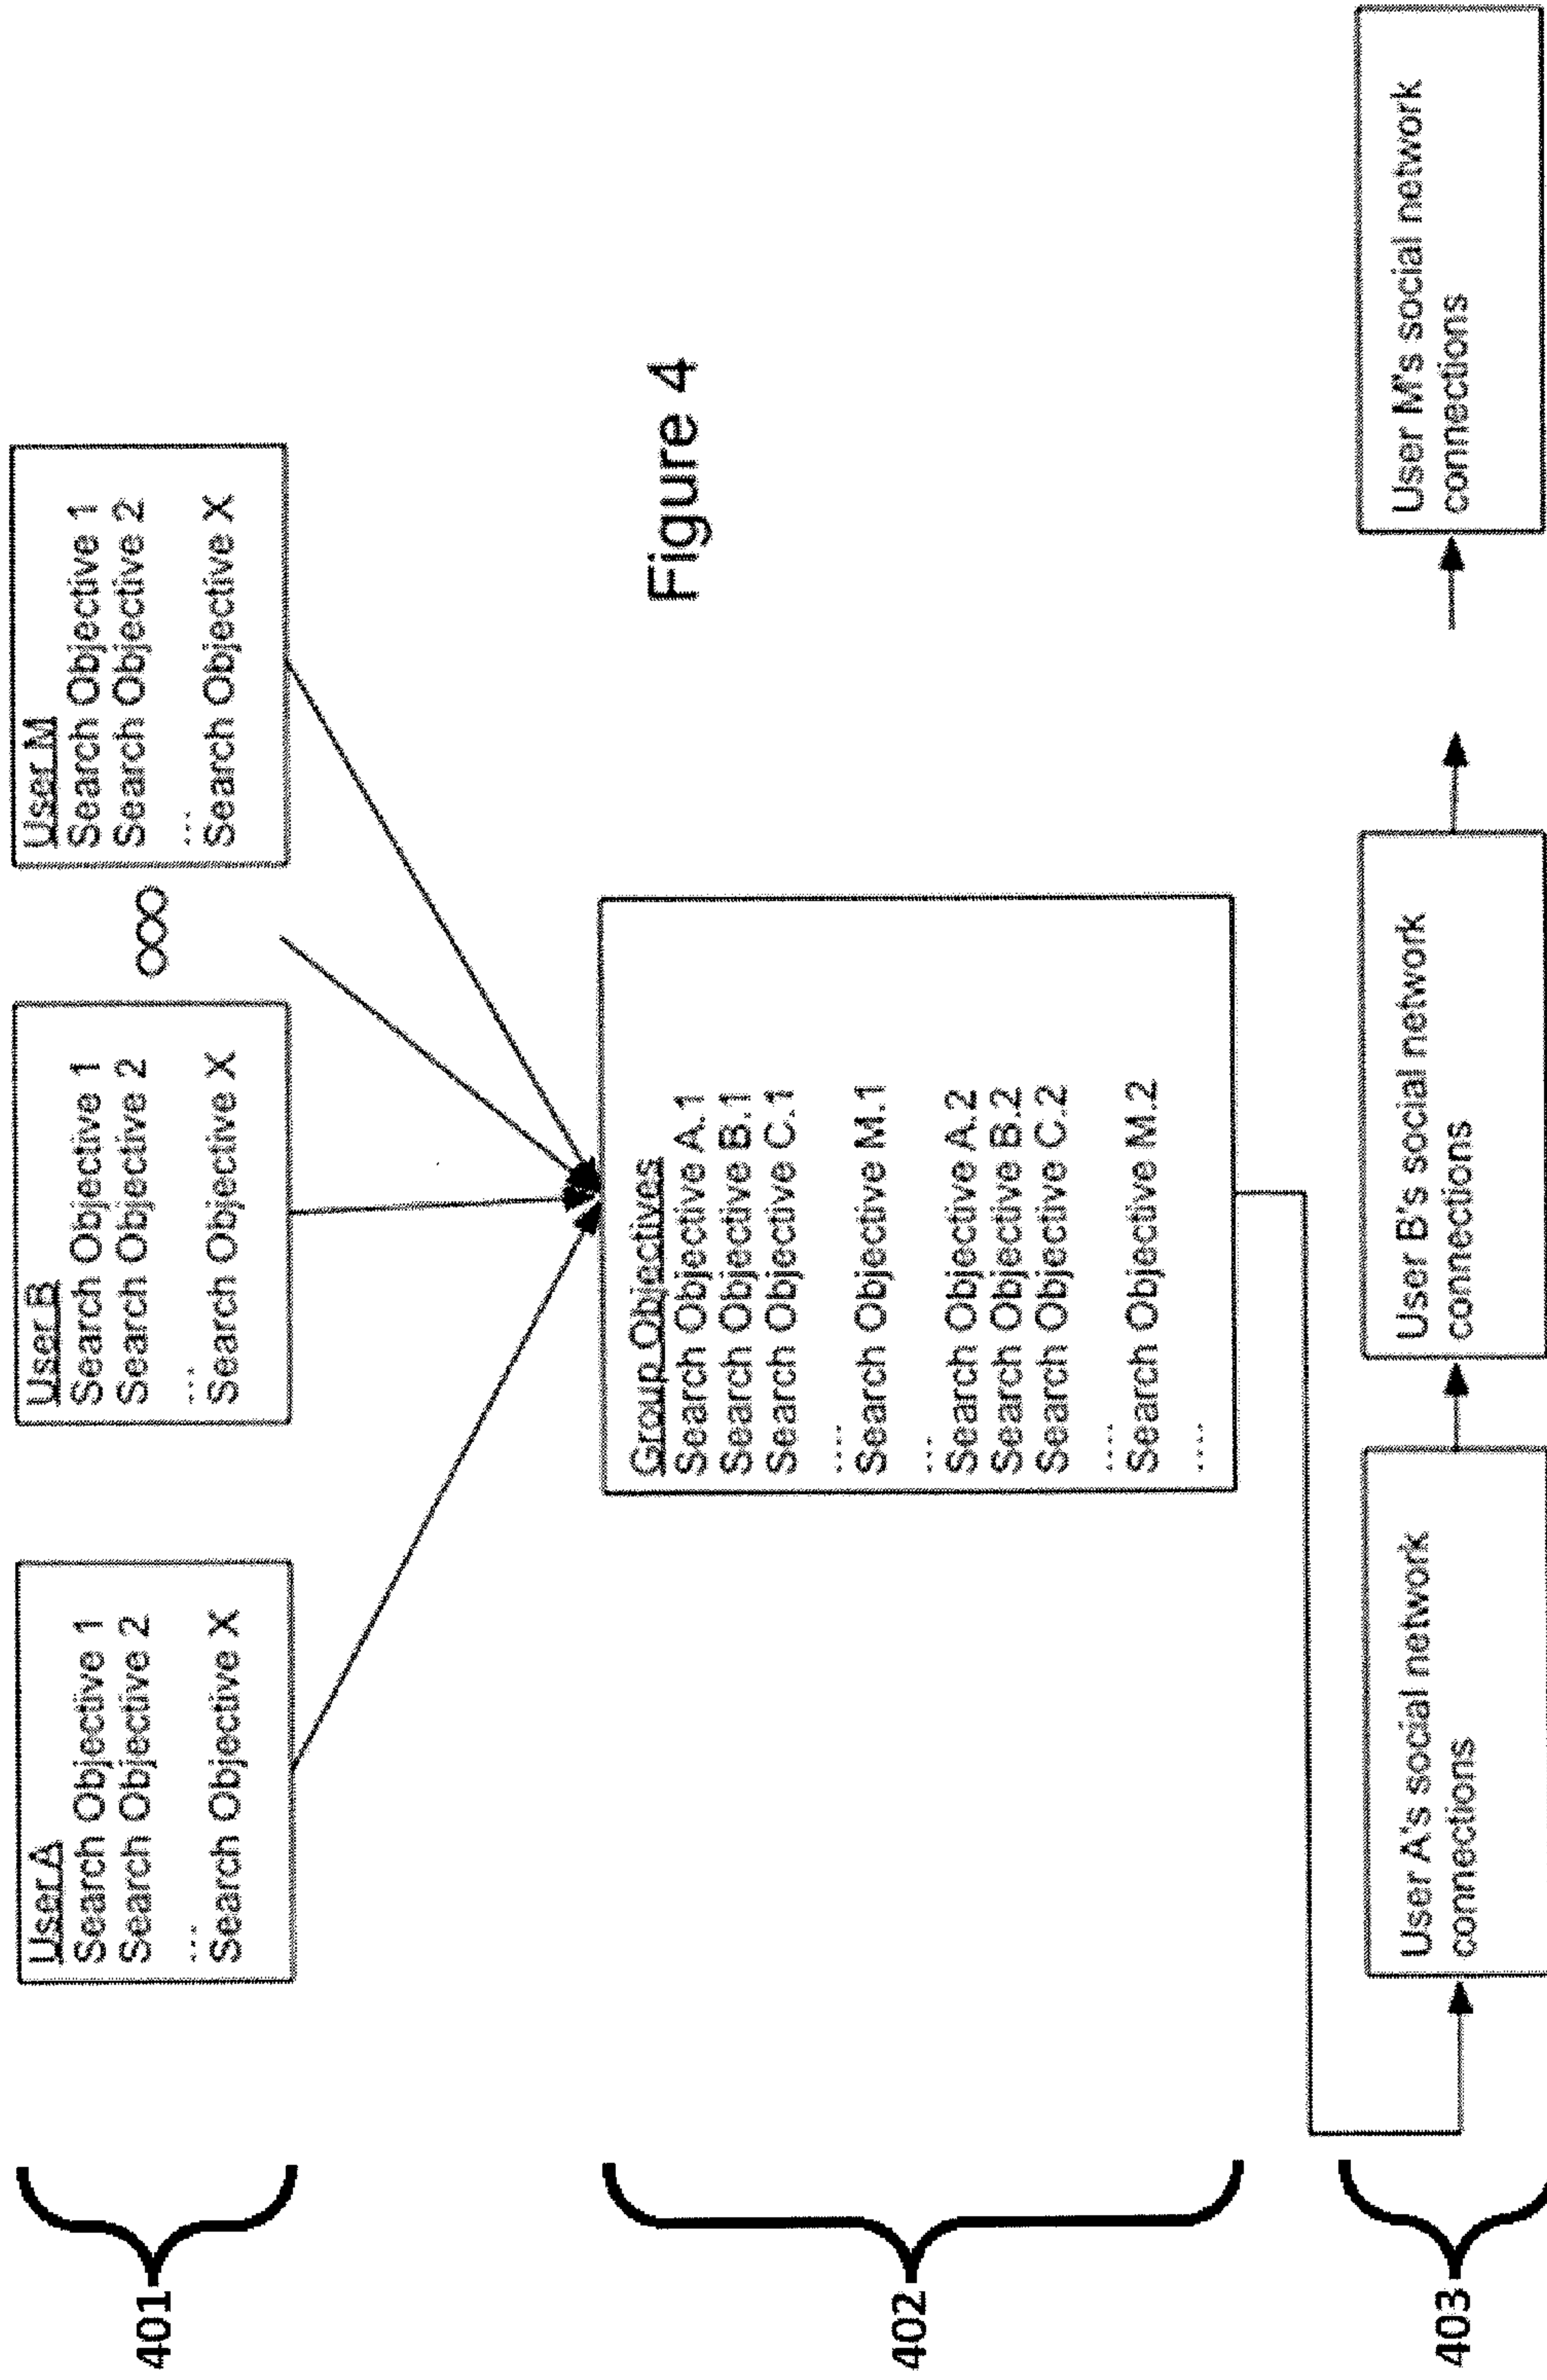 401
User A
Search Objective 1
Search Objective 2
...
Search Objective X
User B
Search Objective 1
Search Objective 2
...
Search Objective X
User M
Search Objective 1
Search Objective 2
...
Search Objective X
402
Group Objectives
Search Objective A.1
Search Objective B.1
Search Objective C.1
....
Search Objective M.1
...
Search Objective A.2
Search Objective B.2
Search Objective C.2
....
Search Objective M.2
....
Figure 4
403
User A's social network
connections
User B's social network
connections
User M's social network
connections